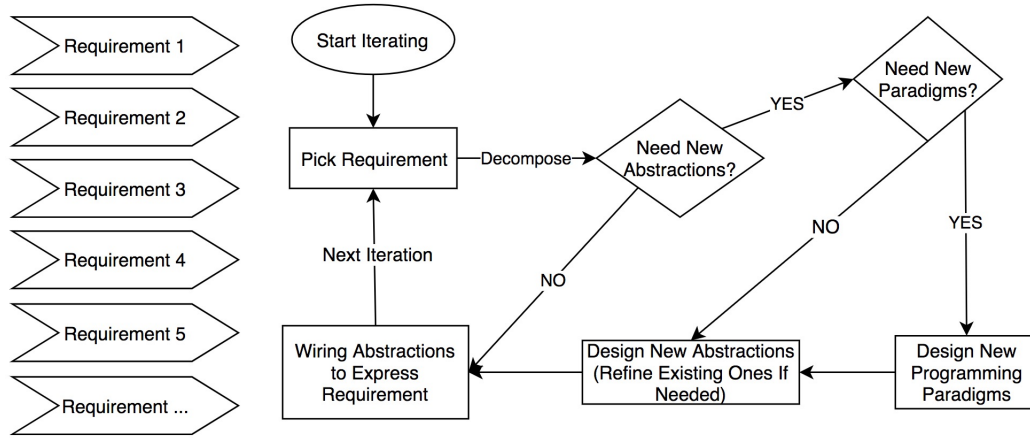 Requirement 1
Requirement 2
Requirement 3
Requirement 4
Requirement 5
Requirement ...
Start Iterating
Pick Requirement
Decompose
Need New
Abstractions?
YES
Need New
Paradigms?
NO
YES
NO
Next Iteration
Wiring Abstractions
to Express
Requirement
Design New Abstractions
(Refine Existing Ones If
Needed)
Design New
Programming
Paradigms